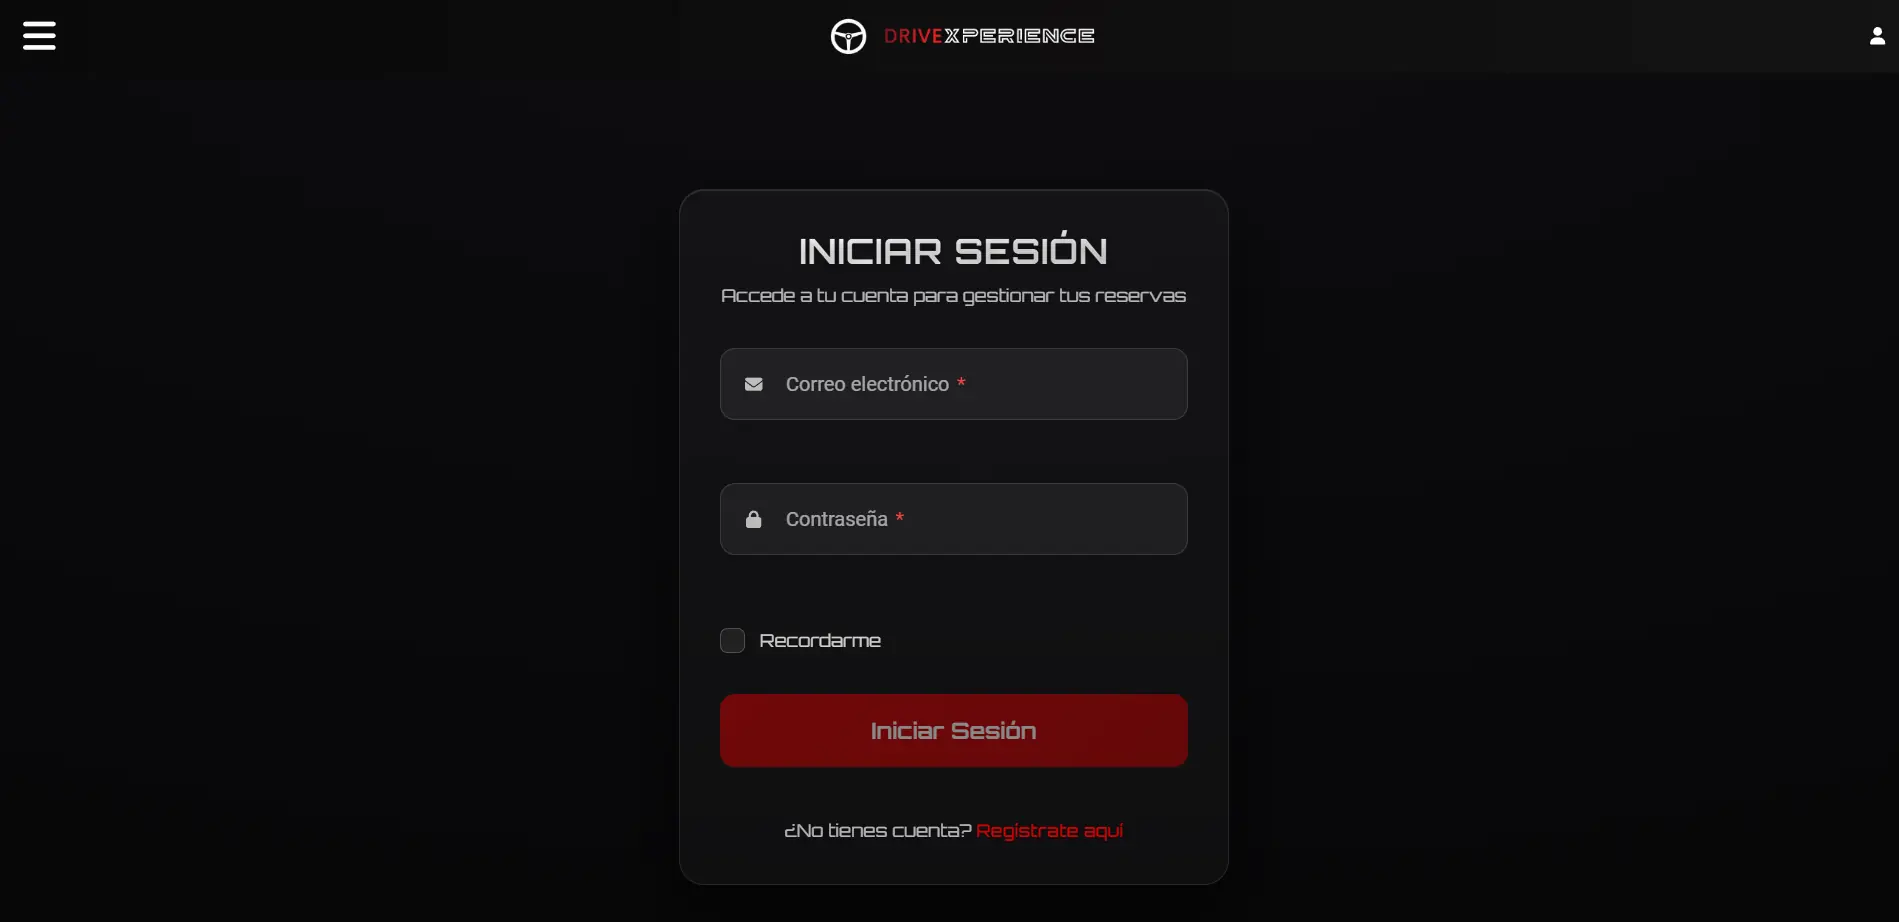 DRIVEXPERIENCE
INICIAR SESIÓN
Accede a tu cuenta para gestionar tus reservas
Correo electrónico *
Contraseña *
Recordarme
Iniciar Sesión
¿No tienes cuenta? Regístrate aquí